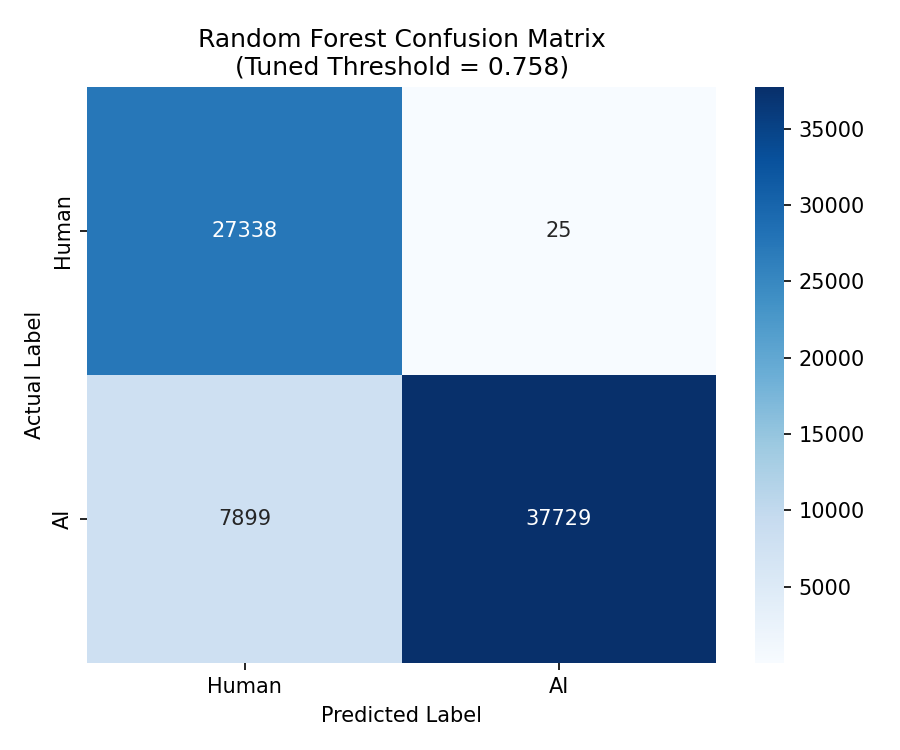 Random Forest Confusion Matrix
(Tuned Threshold = 0.758)
Actual Label
Human
AI
27338
25
7899
37729
Human
AI
Predicted Label
35000
30000
25000
20000
15000
10000
5000